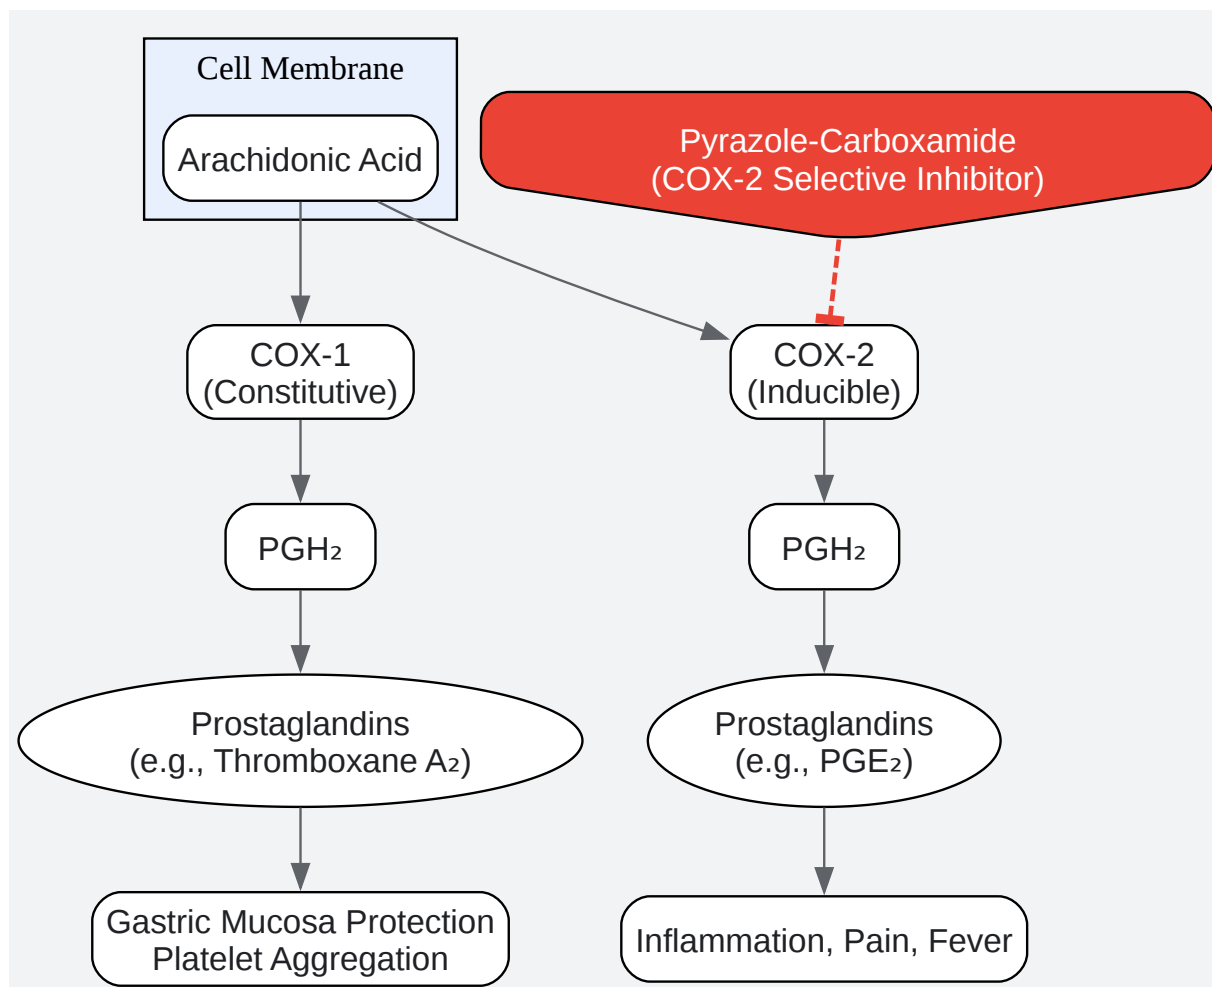 Cell Membrane
Arachidonic Acid
Pyrazole-Carboxamide
(COX-2 Selective Inhibitor)
COX-1
(Constitutive)
COX-2
(Inducible)
PGH₂
PGH₂
Prostaglandins
(e.g., Thromboxane A₂)
Prostaglandins
(e.g., PGE₂)
Gastric Mucosa Protection
Platelet Aggregation
Inflammation, Pain, Fever